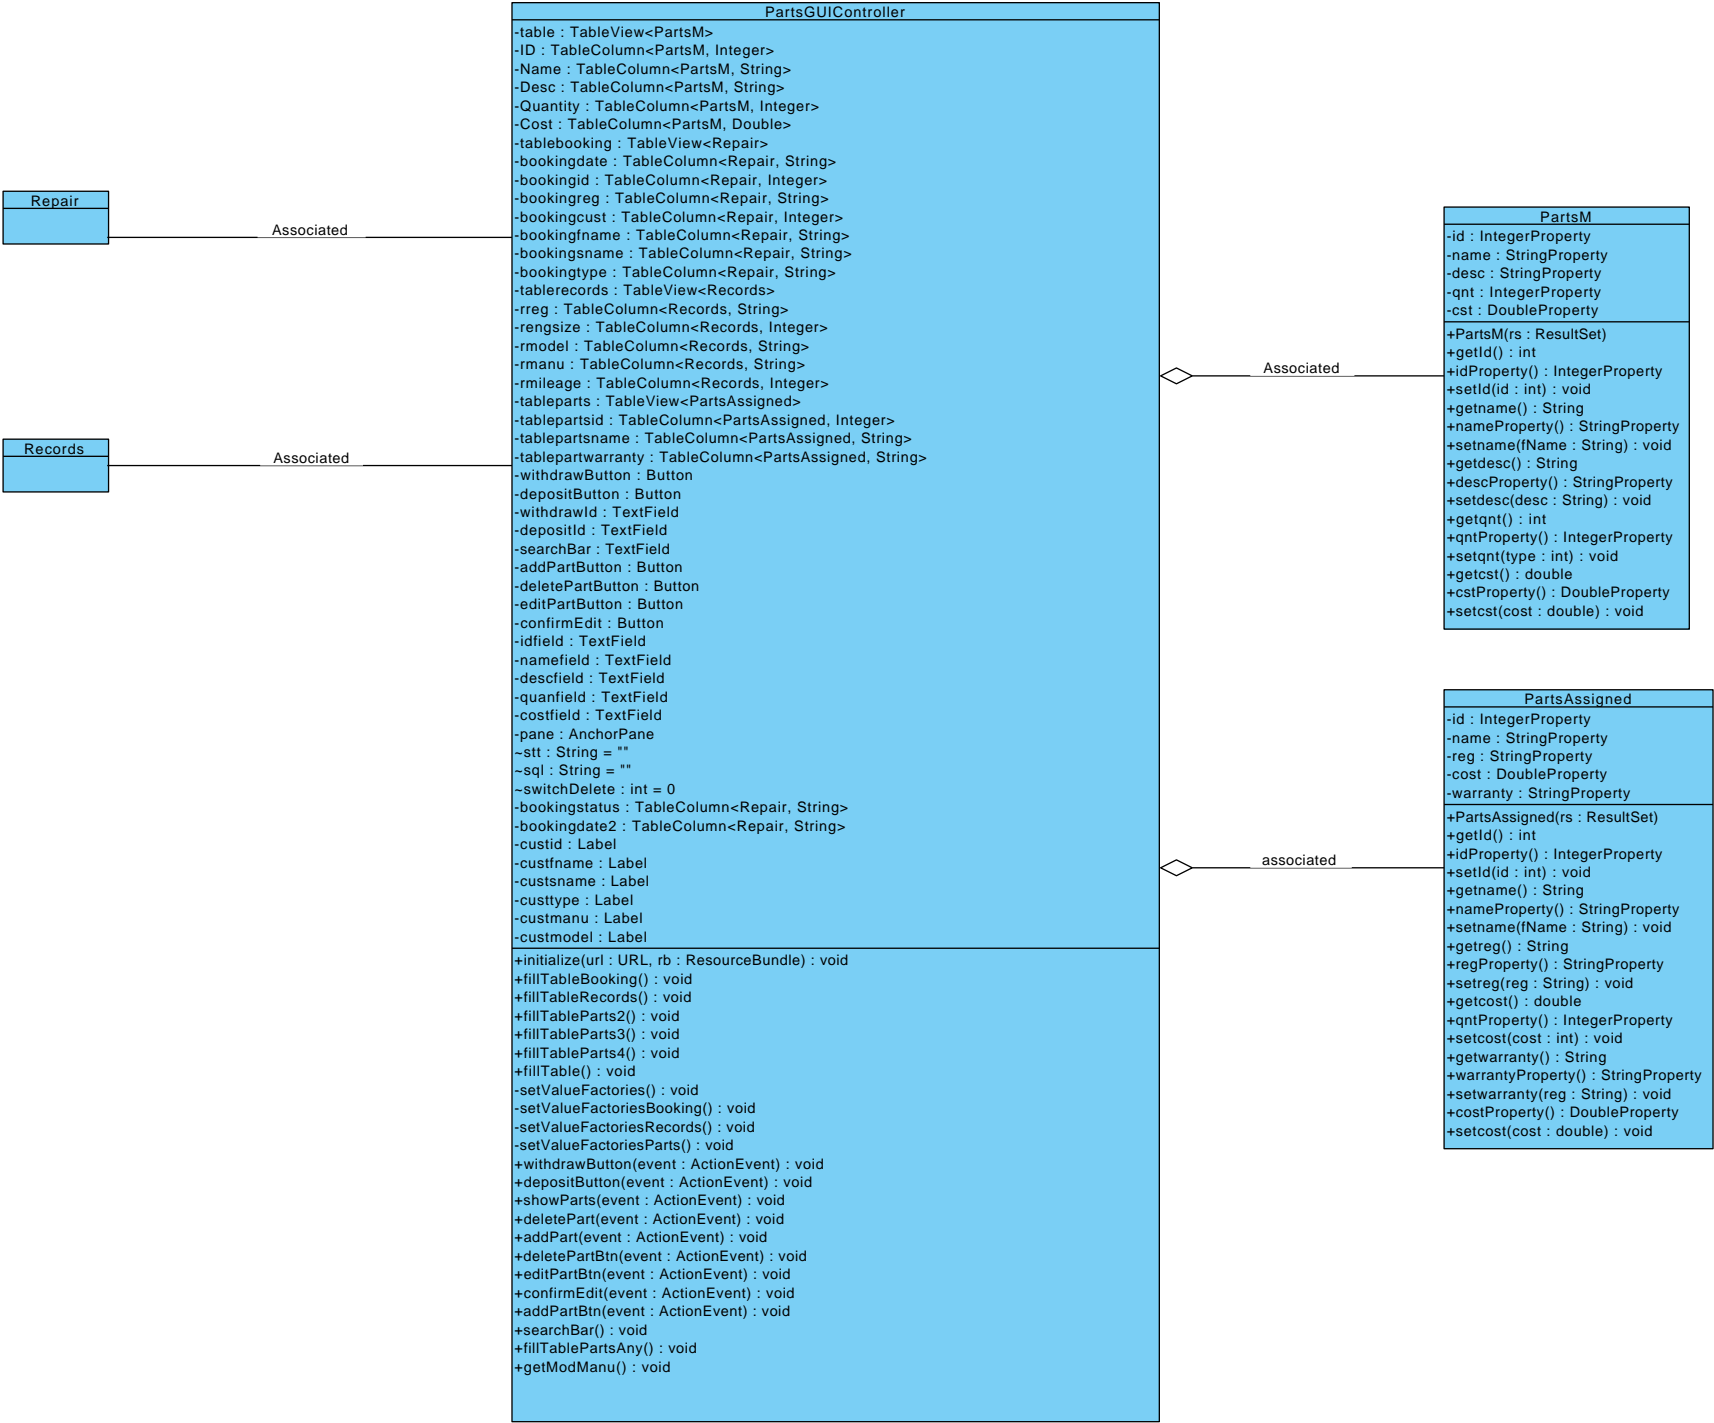 PartsGUIController
-table : TableView<PartsM>
-ID : TableColumn<PartsM, Integer>
-Name : TableColumn<PartsM, String>
-Desc : TableColumn<PartsM, String>
-Quantity : TableColumn<PartsM, Integer>
-Cost : TableColumn<PartsM, Double>
-tablebooking : TableView<Repair>
-bookingdate : TableColumn<Repair, String>
-bookingid : TableColumn<Repair, Integer>
-bookingreg : TableColumn<Repair, String>
-bookingcust : TableColumn<Repair, Integer>
-bookingfname : TableColumn<Repair, String>
-bookingsname : TableColumn<Repair, String>
-bookingtype : TableColumn<Repair, String>
-tablerecords : TableView<Records>
-rreg : TableColumn<Records, String>
-rengsize : TableColumn<Records, Integer>
-rmodel : TableColumn<Records, String>
-rmanu : TableColumn<Records, String>
-rmileage : TableColumn<Records, Integer>
-tableparts : TableView<PartsAssigned>
-tablepartsid : TableColumn<PartsAssigned, Integer>
-tablepartsname : TableColumn<PartsAssigned, String>
-tablepartwarranty : TableColumn<PartsAssigned, String>
-withdrawButton : Button
-depositButton : Button
-withdrawId : TextField
-depositId : TextField
-searchBar : TextField
-addPartButton : Button
-deletePartButton : Button
-editPartButton : Button
-confirmEdit : Button
-idfield : TextField
-namefield : TextField
-descfield : TextField
-quanfield : TextField
-costfield : TextField
-pane : AnchorPane
~stt : String = ""
~sql : String = ""
~switchDelete : int = 0
-bookingstatus : TableColumn<Repair, String>
-bookingdate2 : TableColumn<Repair, String>
-custid : Label
-custfname : Label
-custsname : Label
-custtype : Label
-custmanu : Label
-custmodel : Label
+initialize(url : URL, rb : ResourceBundle) : void
+fillTableBooking() : void
+fillTableRecords() : void
+fillTableParts2() : void
+fillTableParts3() : void
+fillTableParts4() : void
+fillTable() : void
-setValueFactories() : void
-setValueFactoriesBooking() : void
-setValueFactoriesRecords() : void
-setValueFactoriesParts() : void
+withdrawButton(event : ActionEvent) : void
+depositButton(event : ActionEvent) : void
+showParts(event : ActionEvent) : void
+deletePart(event : ActionEvent) : void
+addPart(event : ActionEvent) : void
+deletePartBtn(event : ActionEvent) : void
+editPartBtn(event : ActionEvent) : void
+confirmEdit(event : ActionEvent) : void
+addPartBtn(event : ActionEvent) : void
+searchBar() : void
+fillTablePartsAny() : void
+getModManu() : void
Repair
Associated
Records
Associated
Associated
PartsM
-id : IntegerProperty
-name : StringProperty
-desc : StringProperty
-qnt : IntegerProperty
-cst : DoubleProperty
+PartsM(rs : ResultSet)
+getId() : int
+idProperty() : IntegerProperty
+setId(id : int) : void
+getname() : String
+nameProperty() : StringProperty
+setname(fName : String) : void
+getdesc() : String
+descProperty() : StringProperty
+setdesc(desc : String) : void
+getqnt() : int
+qntProperty() : IntegerProperty
+setqnt(type : int) : void
+getcst() : double
+cstProperty() : DoubleProperty
+setcst(cost : double) : void
associated
PartsAssigned
-id : IntegerProperty
-name : StringProperty
-reg : StringProperty
-cost : DoubleProperty
-warranty : StringProperty
+PartsAssigned(rs : ResultSet)
+getId() : int
+idProperty() : IntegerProperty
+setId(id : int) : void
+getname() : String
+nameProperty() : StringProperty
+setname(fName : String) : void
+getreg() : String
+regProperty() : StringProperty
+setreg(reg : String) : void
+getcost() : double
+qntProperty() : IntegerProperty
+setcost(cost : int) : void
+getwarranty() : String
+warrantyProperty() : StringProperty
+setwarranty(reg : String) : void
+costProperty() : DoubleProperty
+setcost(cost : double) : void